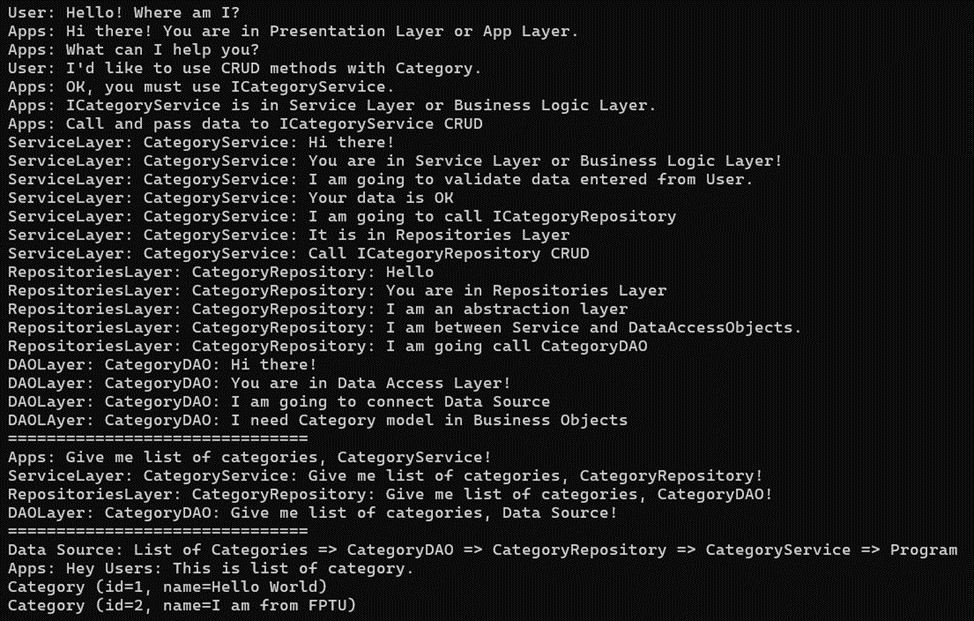 User: Hello! Where am I?
Apps: Hi there! You are in Presentation Layer or App Layer.
Apps: What can I help you?
User: I'd like to use CRUD methods with Category.
Apps: OK, you must use ICategoryService.
Apps: ICategoryService is in Service Layer or Business Logic Layer.
Apps: Call and pass data to ICategoryService CRUD
ServiceLayer: CategoryService: Hi there!
ServiceLayer: CategoryService: You are in Service Layer or Business Logic Layer!
ServiceLayer: CategoryService: I am going to validate data entered from User.
ServiceLayer: CategoryService: Your data is OK
ServiceLayer: CategoryService: I am going to call ICategoryRepository
ServiceLayer: CategoryService: It is in Repositories Layer
ServiceLayer: CategoryService: Call ICategoryRepository CRUD
RepositoriesLayer: CategoryRepository: Hello
RepositoriesLayer: CategoryRepository: You are in Repositories Layer
RepositoriesLayer: CategoryRepository: I am an abstraction layer
RepositoriesLayer: CategoryRepository: I am between Service and DataAccessObjects.
RepositoriesLayer: CategoryRepository: I am going call CategoryDAO
DAOLayer: CategoryDAO: Hi there!
DAOLayer: CategoryDAO: You are in Data Access Layer!
DAOLayer: CategoryDAO: I am going to connect Data Source
DAOLAyer: CategoryDAO: I need Category model in Business Objects
===============================
Apps: Give me list of categories, CategoryService!
ServiceLayer: CategoryService: Give me list of categories, CategoryRepository!
RepositoriesLayer: CategoryRepository: Give me list of categories, CategoryDAO!
DAOLayer: CategoryDAO: Give me list of categories, Data Source!
===============================
Data Source: List of Categories => CategoryDAO => CategoryRepository => CategoryService => Program
Apps: Hey Users: This is list of category.
Category (id=1, name=Hello World)
Category (id=2, name=I am from FPTU)